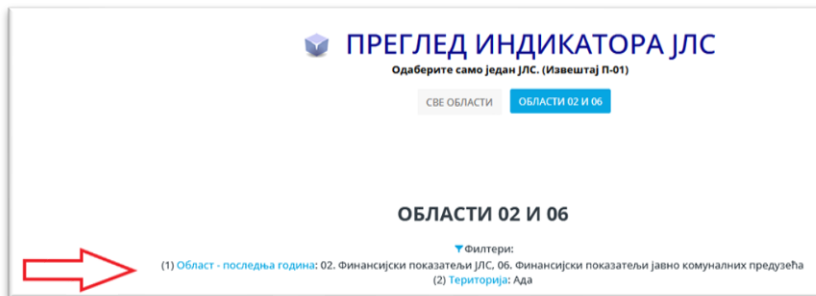 ПРЕГЛЕД ИНДИКАТОРА ЈЛС
Одаберите само један ЈЛС. (Извештај П-01)
СВЕ ОБЛАСТИ
ОБЛАСТИ 02 И 06
ОБЛАСТИ 02 И 06
Филтери:
(1) Област - последња година: 02. Финансијски показатељи ЈЛС, 06. Финансијски показатељи јавно комуналних предузећа
(2) Територија: Ада